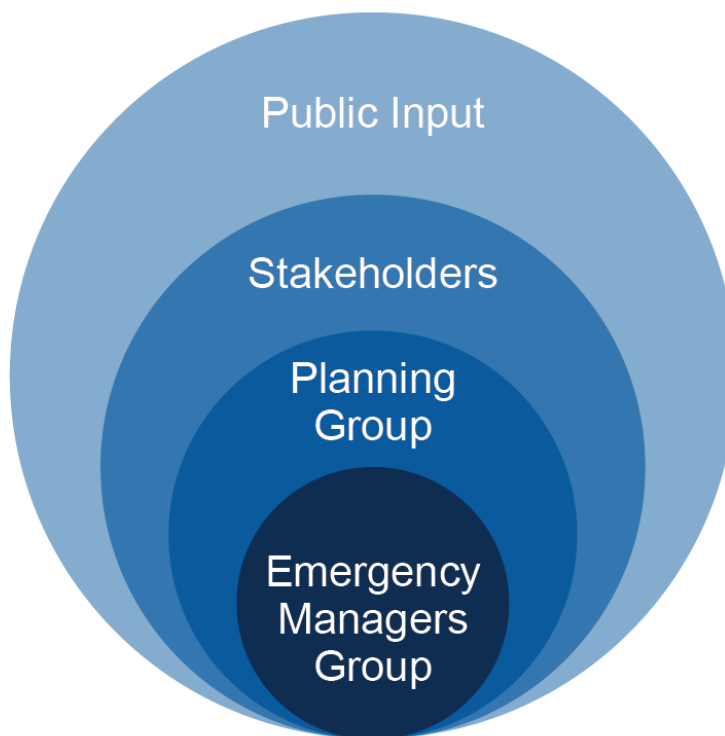 Public Input
Stakeholders
Planning
Group
Emergency
Managers
Group